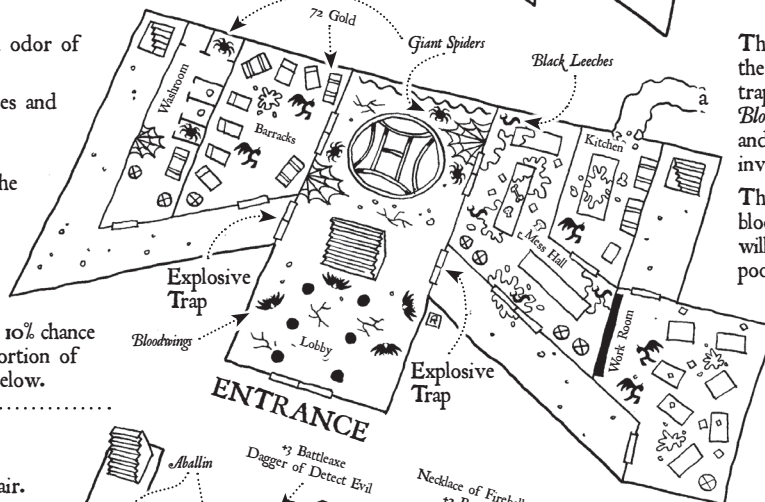 odor of
es and
he
10% chance
ortion of
elow.
air.
72 Gold
Giant Spiders
Black Leeches
Washroom
Barracks
Kitchen
Mess Hall
Work Room
Explosive
Trap
Bloodwings
Lobby
Explosive
Trap
ENTRANCE
Aballin
+3 Battleaxe
Dagger of Detect Evil
Necklace of Firebal
a
Th
the
trap
Blo
and
inv
Th
bloo
will
poo